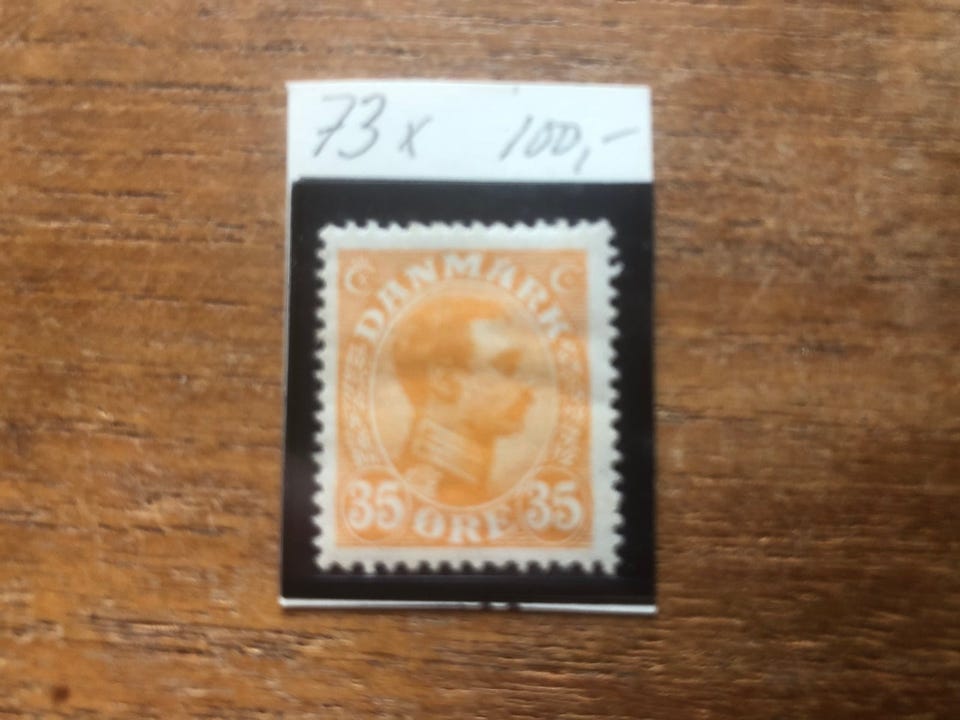 73x 100,-
C C
DANMARK
35 ØRE 35